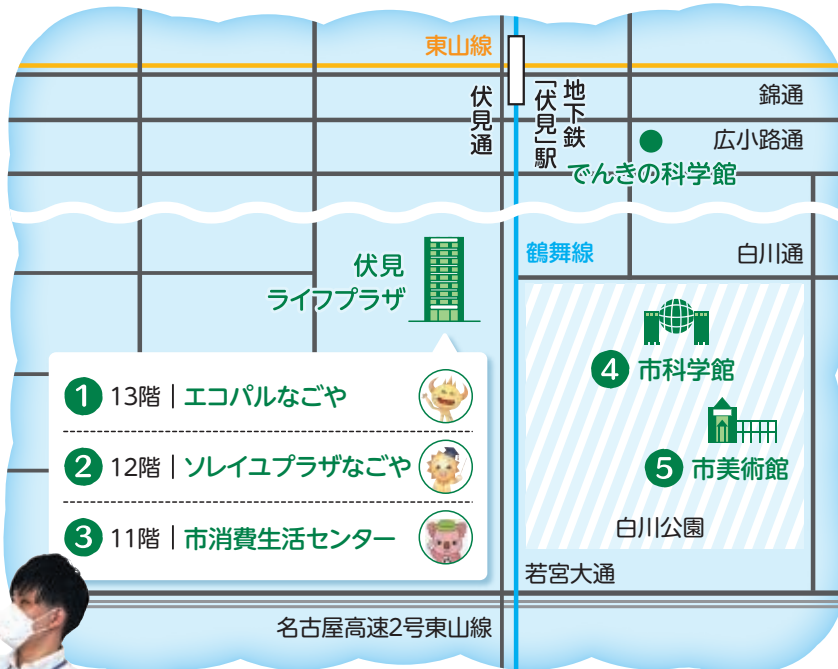 東山線
伏見通
地下鉄
「伏見」駅
錦通
広小路通
でんきの科学館
鶴舞線
白川通
伏見
ライフプラザ
1 13階｜エコパルなごや
2 12階｜ソレイユプラザなごや
3 11階｜市消費生活センター
4 市科学館
5 市美術館
白川公園
若宮大通
名古屋高速2号東山線